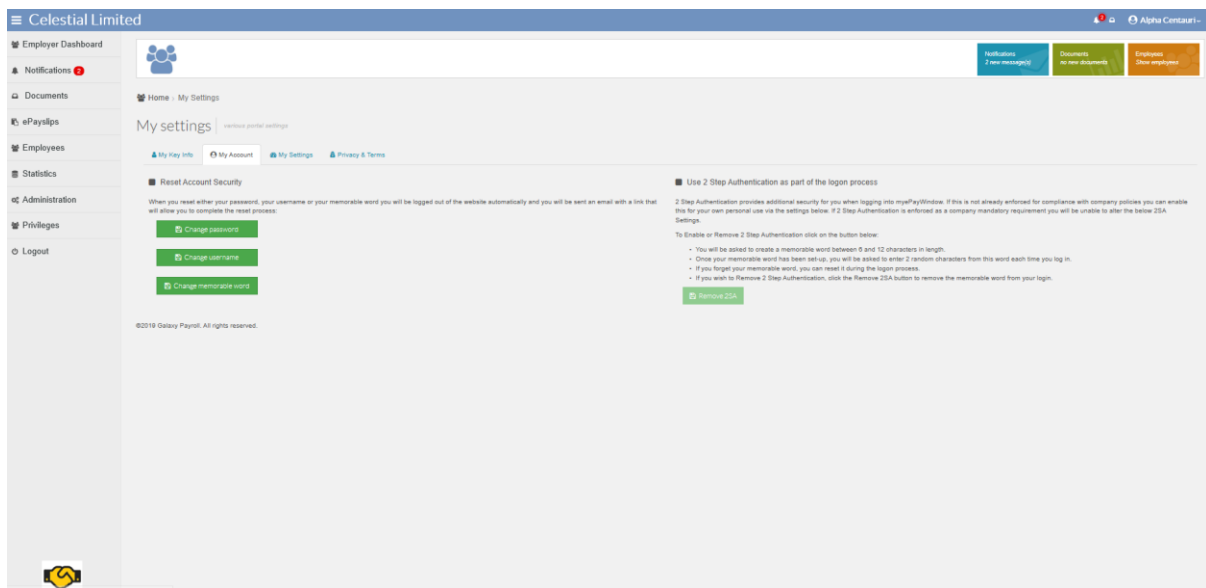 Celestial Limited
2
Alpha Centauri
Employer Dashboard
Notifications 2
Documents
ePayslips
Employees
Statistics
Administration
Privileges
Logout
Notifications
2 new message(s)
Documents
no new documents
Employees
Show employees
Home › My Settings
My settings various portal settings
My Key Info My Account My Settings Privacy & Terms
Reset Account Security
When you reset either your password, your username or your memorable word you will be logged out of the website automatically and you will be sent an email with a link that
will allow you to complete the reset process:
Change password
Change username
Change memorable word
Use 2 Step Authentication as part of the logon process
2 Step Authentication provides additional security for you when logging into myePayWindow. If this is not already enforced for compliance with company policies you can enable
this for your own personal use via the settings below. If 2 Step Authentication is enforced as a company mandatory requirement you will be unable to alter the below 2SA
Settings.
To Enable or Remove 2 Step Authentication click on the button below:
• You will be asked to create a memorable word between 6 and 12 characters in length.
• Once your memorable word has been set-up, you will be asked to enter 2 random characters from this word each time you log in.
• If you forget your memorable word, you can reset it during the logon process.
• If you wish to Remove 2 Step Authentication, click the Remove 2SA button to remove the memorable word from your login.
Remove 2SA
©2019 Galaxy Payroll. All rights reserved.